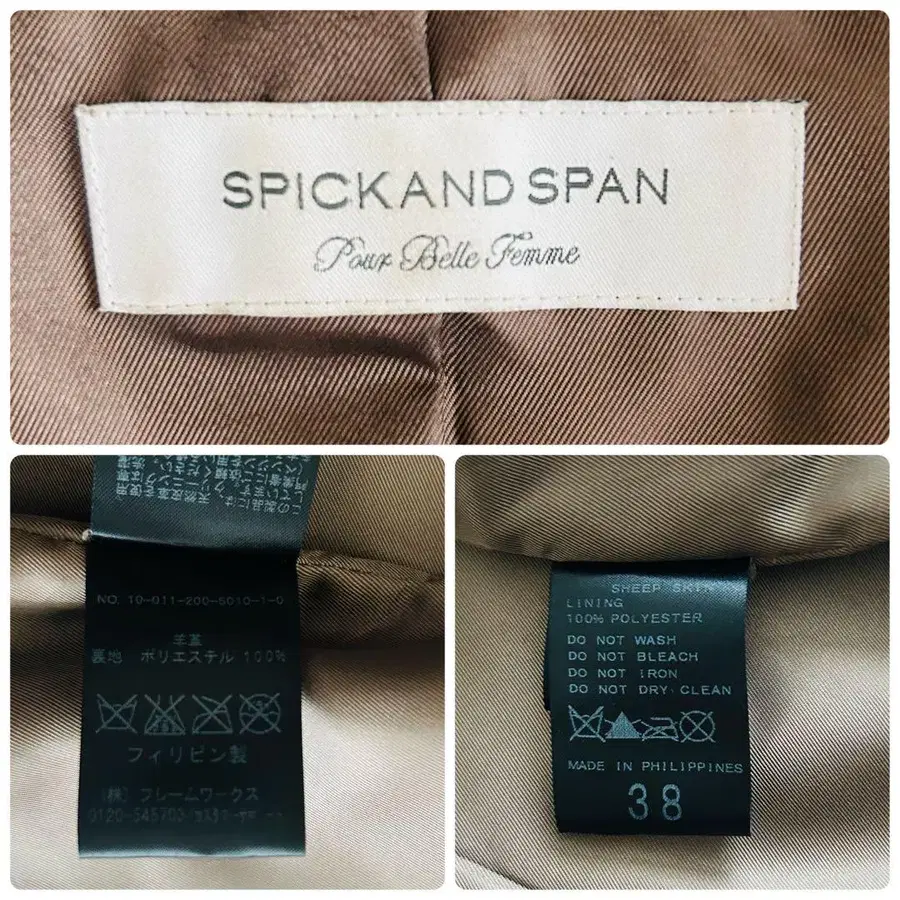 SPICK AND SPAN
Pour Belle Femme
NO. 10-011-200-5010-1-0
羊革
裏地 ポリエステル 100%
フィリピン製
(株) フレームワークス
SHEEP SKIN
LINING
100% POLYESTER
DO NOT WASH
DO NOT BLEACH
DO NOT IRON
DO NOT DRY CLEAN
MADE IN PHILIPPINES
38